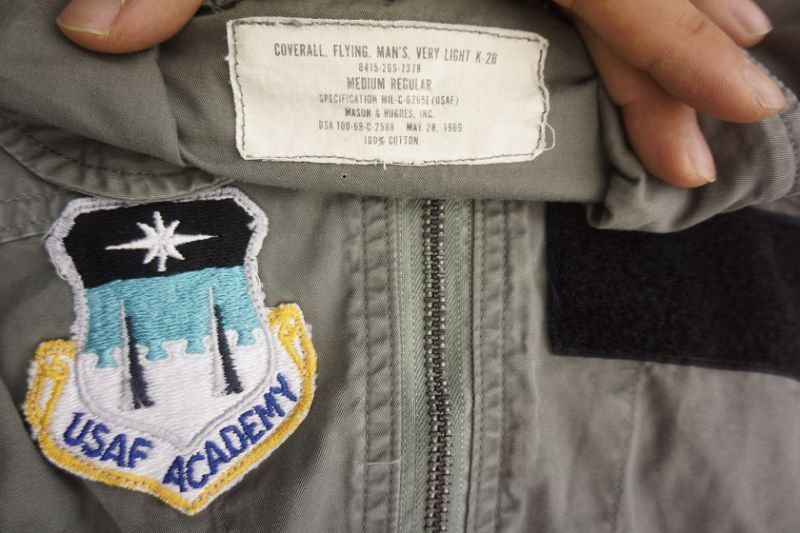 COVERALL, FLYING, MAN'S, VERY LIGHT K-2B
8415-265-7378
MEDIUM REGULAR
SPECIFICATION MIL-C-6265E (USAF)
MASON & HUGHES, INC.
DSA 100-69-C-2568 MAY 20, 1969
100% COTTON
USAF ACADEMY